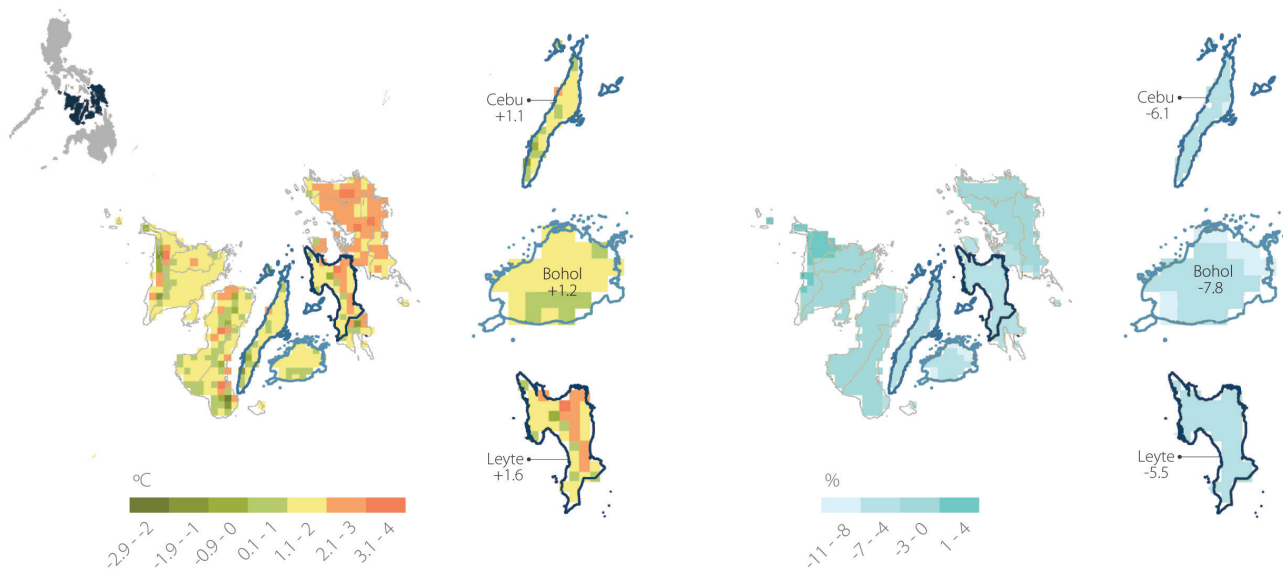 Cebu
+1.1
Bohol
+1.2
Leyte
+1.6
ºC
-2.9 - -2
-1.9 - -1
-0.9 - 0
0.1 - 1
1.1 - 2
2.1 - 3
3.1 - 4
Cebu
-6.1
Bohol
-7.8
Leyte
-5.5
%
-11 - -8
-7 - -4
-3 - 0
1 - 4